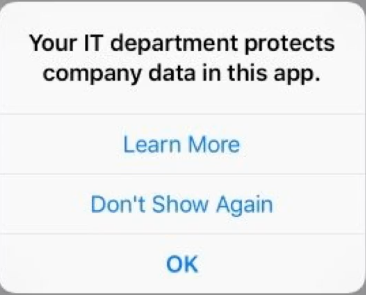 Your IT department protects
company data in this app.
Learn More
Don't Show Again
OK